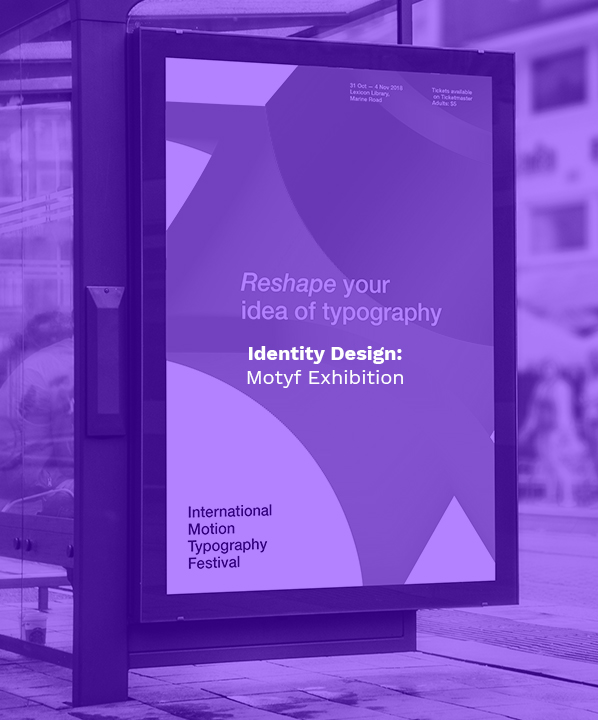 31 Oct — 4 Nov 2018
Lexicon Library,
Marine Road
Tickets available
on Ticketmaster
Adults: $5
Reshape your
idea of typography
Identity Design:
Motyf Exhibition
International
Motion
Typography
Festival